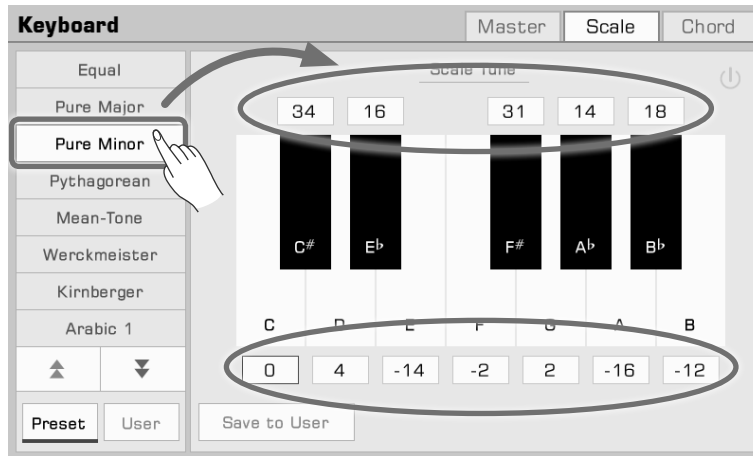 Keyboard Master Scale Chord
Equal
Pure Major
Pure Minor
Pythagorean
Mean-Tone
Werckmeister
Kirnberger
Arabic 1
Preset User
Scale Tune
34 16 31 14 18
C# E♭ F# A♭ B♭
C D E F G A B
0 4 -14 -2 2 -16 -12
Save to User